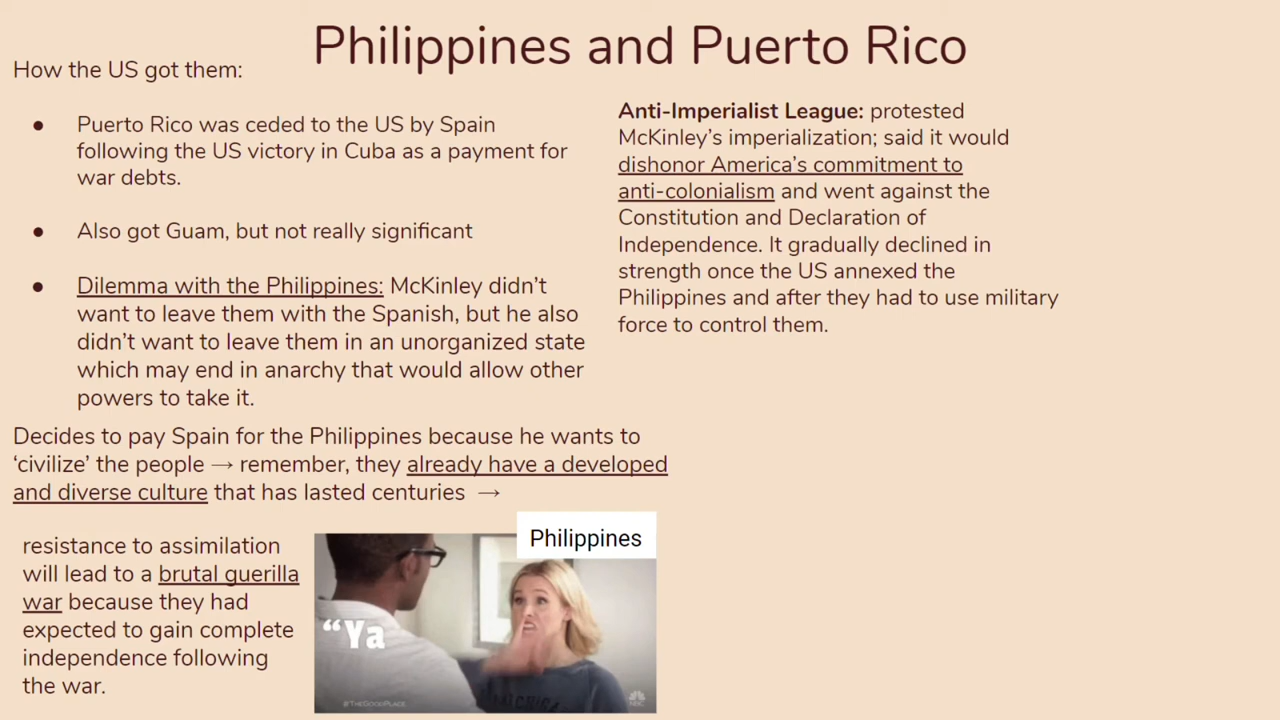 Philippines and Puerto Rico
How the US got them:
● Puerto Rico was ceded to the US by Spain
following the US victory in Cuba as a payment for
war debts.
● Also got Guam, but not really significant
● Dilemma with the Philippines: McKinley didn’t
want to leave them with the Spanish, but he also
didn’t want to leave them in an unorganized state
which may end in anarchy that would allow other
powers to take it.
Decides to pay Spain for the Philippines because he wants to
‘civilize’ the people → remember, they already have a developed
and diverse culture that has lasted centuries →
resistance to assimilation
will lead to a brutal guerilla
war because they had
expected to gain complete
independence following
the war.
Anti-Imperialist League: protested
McKinley’s imperialization; said it would
dishonor America’s commitment to
anti-colonialism and went against the
Constitution and Declaration of
Independence. It gradually declined in
strength once the US annexed the
Philippines and after they had to use military
force to control them.
Philippines
“Ya
#THEGOODPLACE
NBC